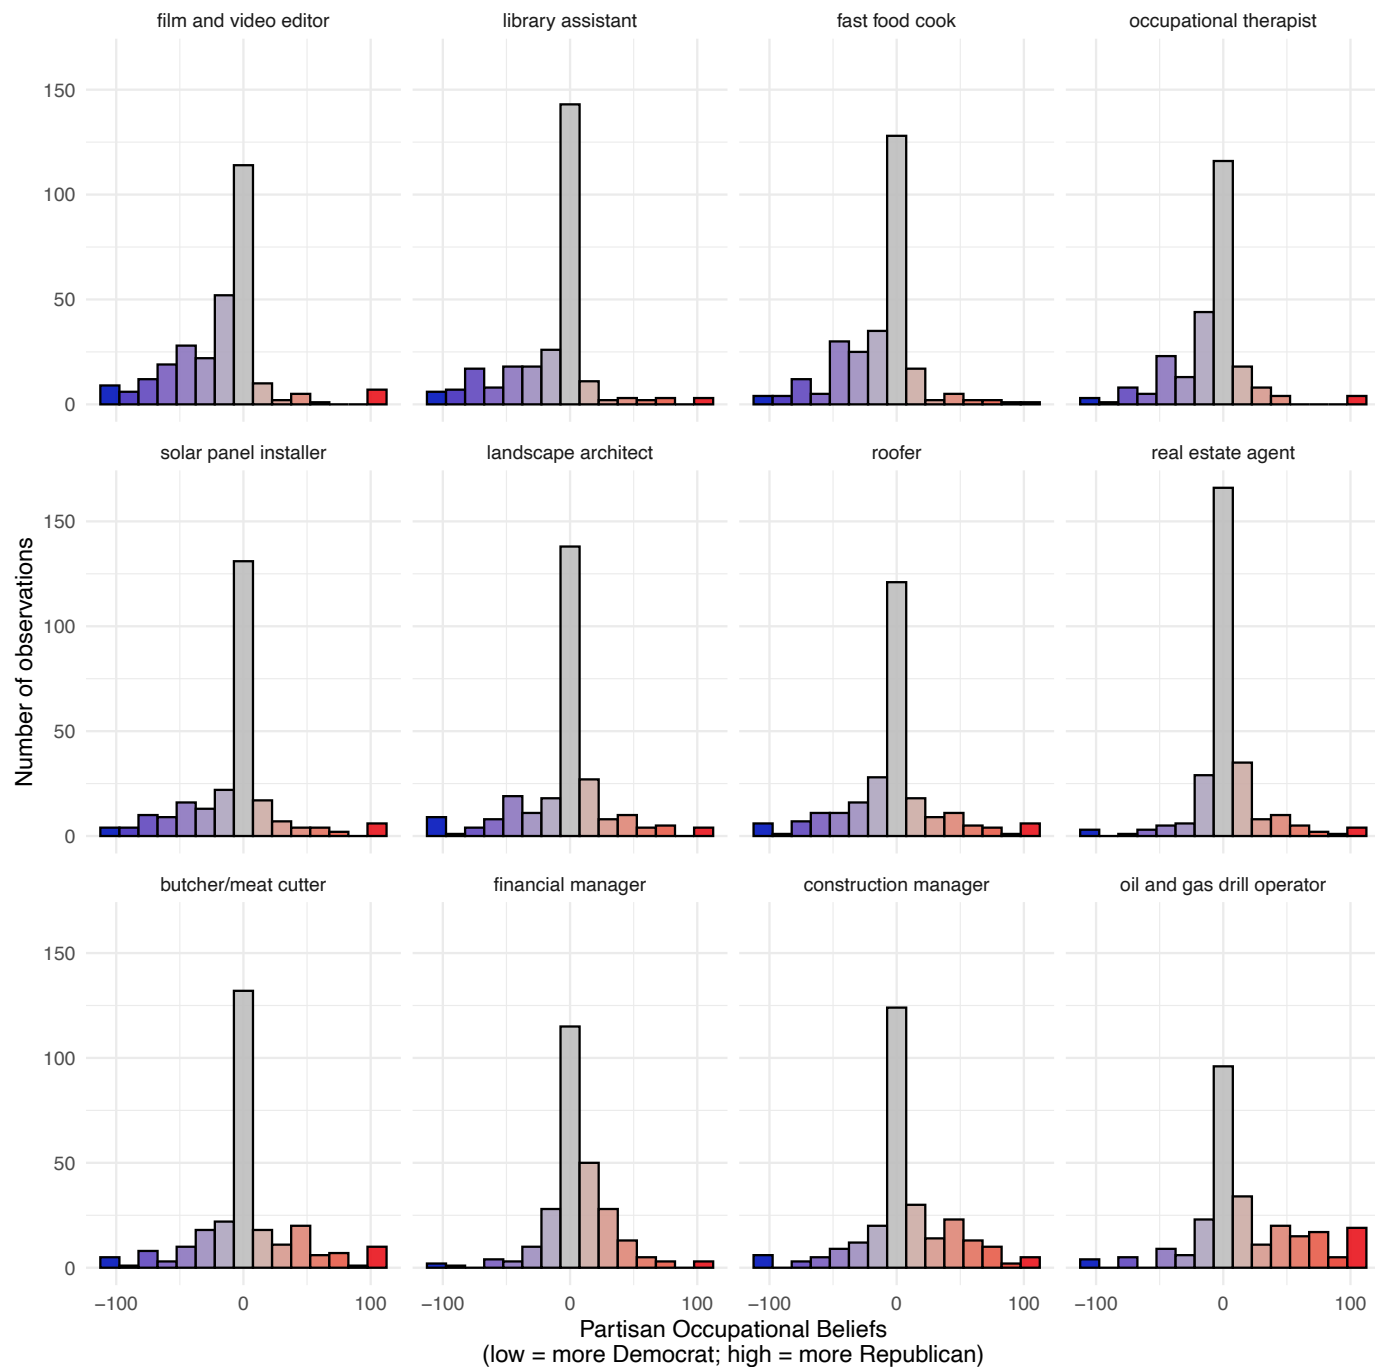 film and video editor library assistant fast food cook occupational therapist
150
100
50
0
solar panel installer landscape architect roofer real estate agent
150
100
50
0
Number of observations
butcher/meat cutter financial manager construction manager oil and gas drill operator
150
100
50
0
−100 0 100 −100 0 100 −100 0 100 −100 0 100
Partisan Occupational Beliefs
(low = more Democrat; high = more Republican)